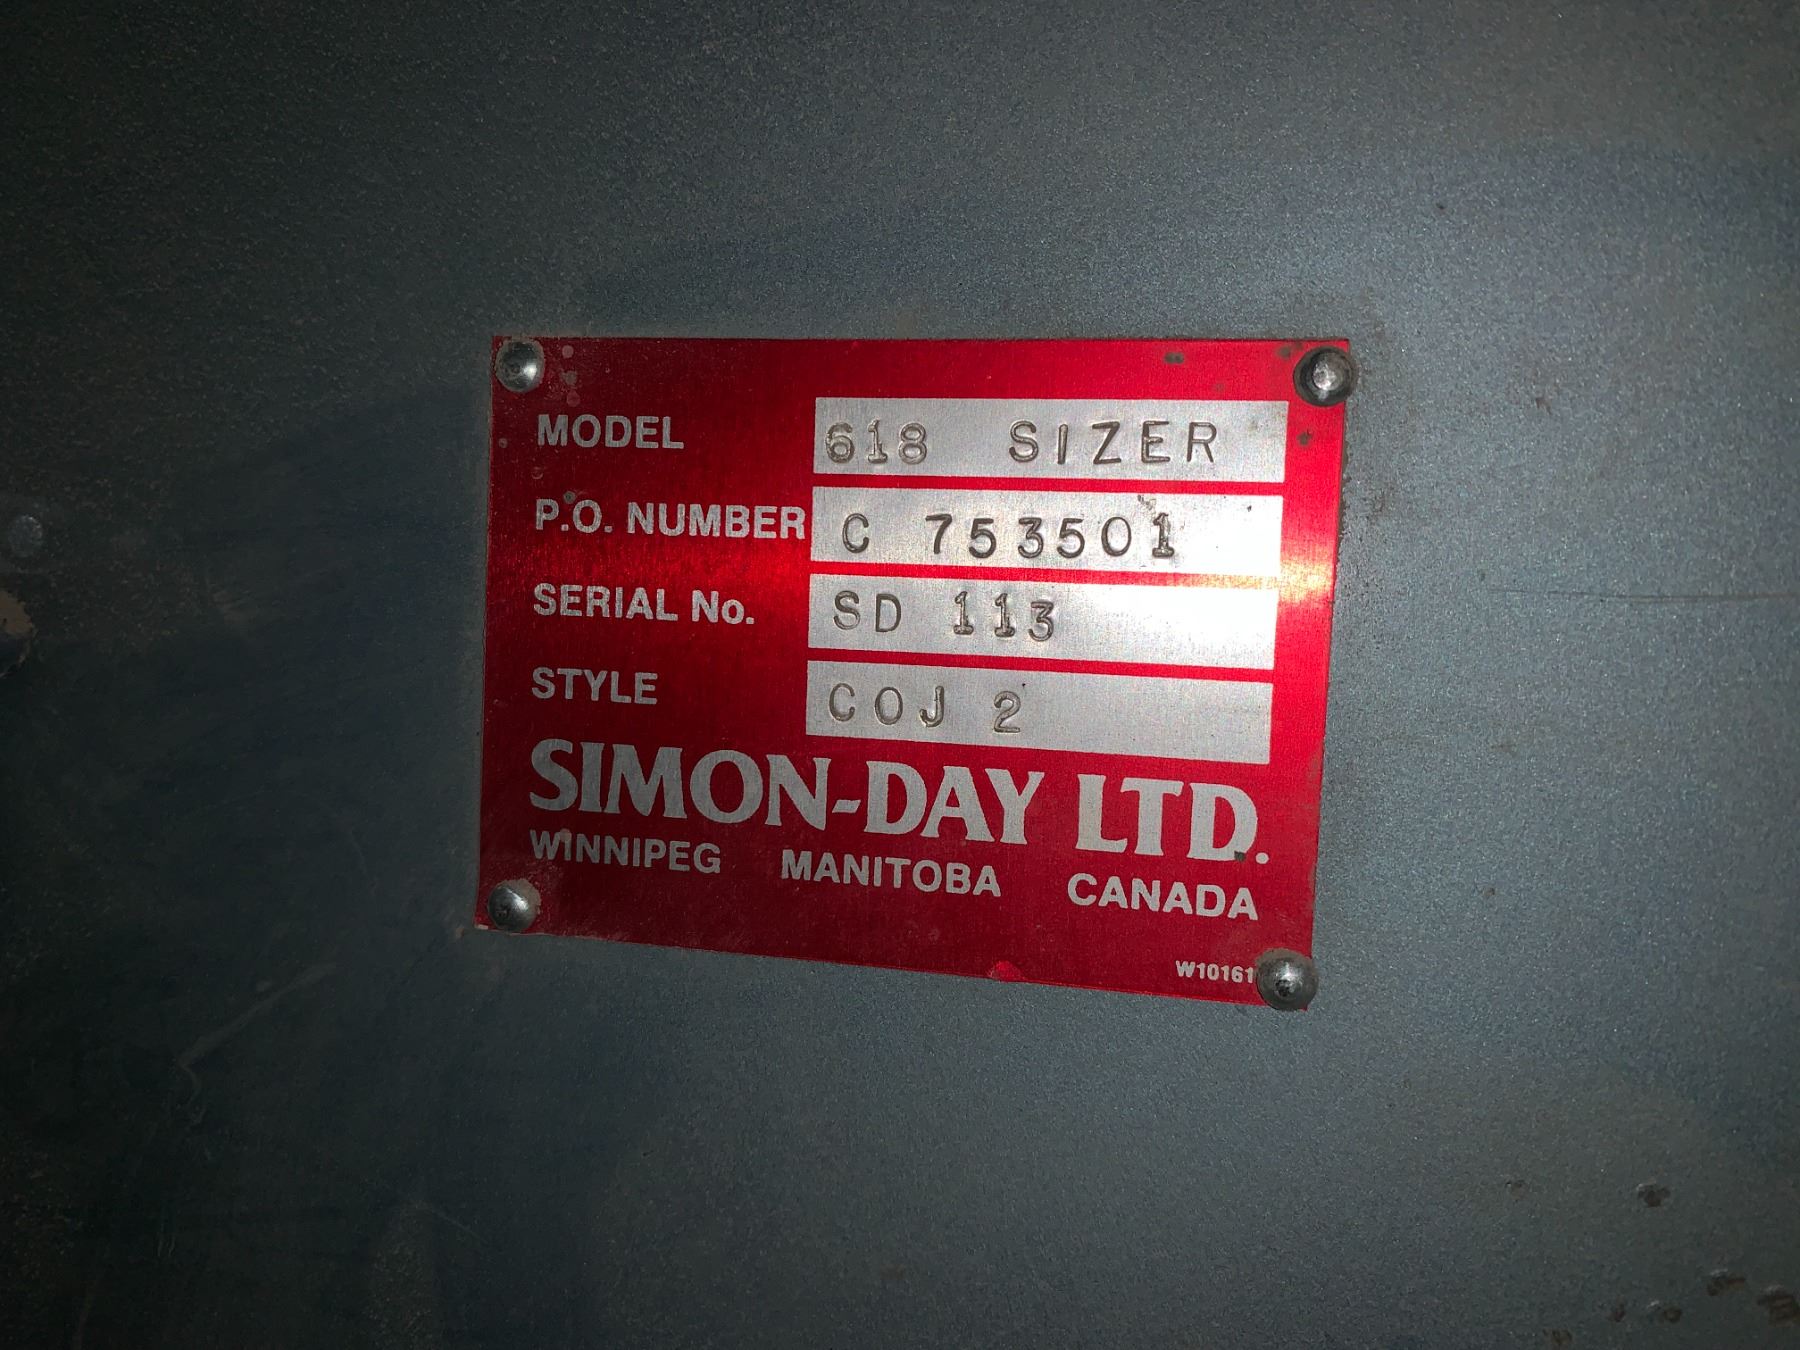 MODEL 618 SIZER
P.O. NUMBER C 753501
SERIAL No. SD 113
STYLE COJ 2
SIMON-DAY LTD.
WINNIPEG MANITOBA CANADA
W10161